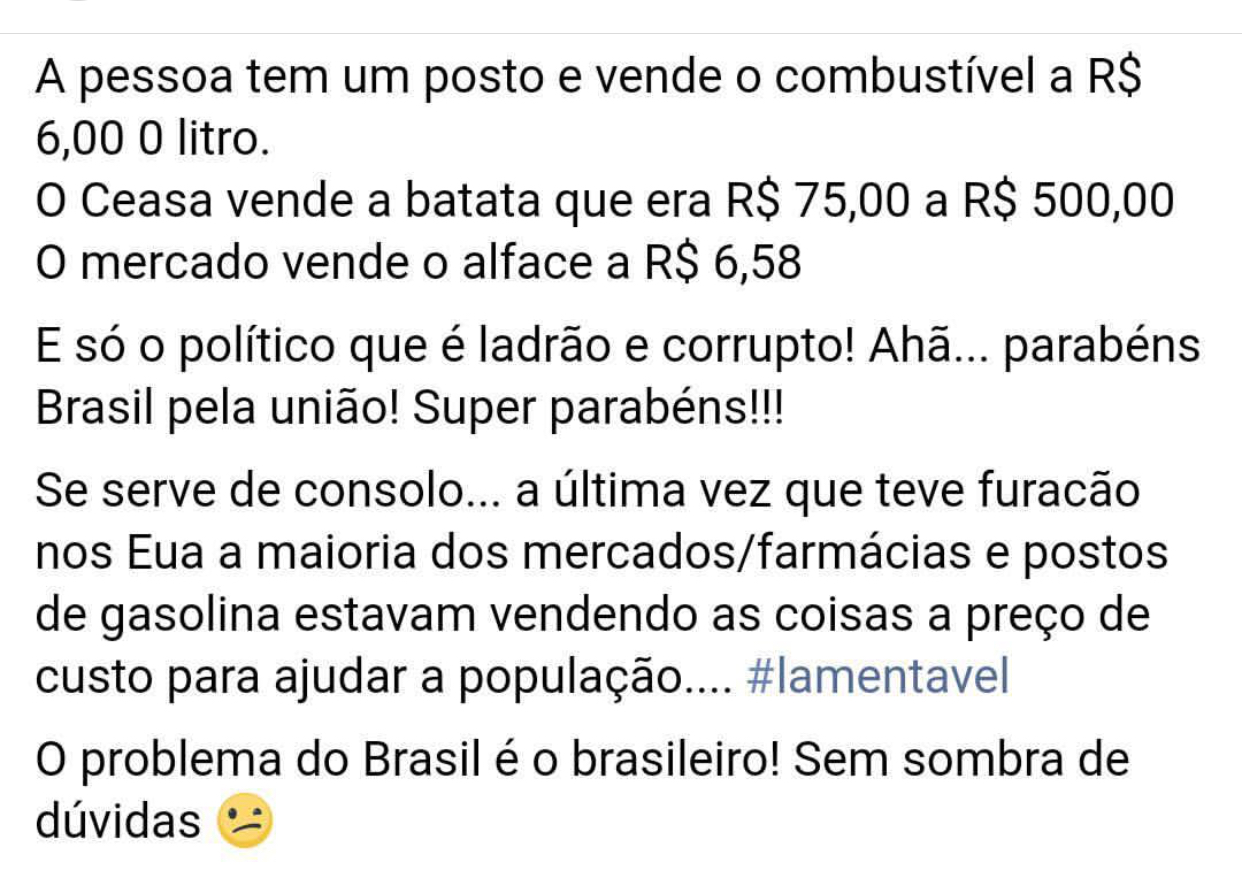 A pessoa tem um posto e vende o combustível a R$
6,00 0 litro.
O Ceasa vende a batata que era R$ 75,00 a R$ 500,00
O mercado vende o alface a R$ 6,58
E só o político que é ladrão e corrupto! Ahã... parabéns
Brasil pela união! Super parabéns!!!
Se serve de consolo... a última vez que teve furacão
nos Eua a maioria dos mercados/farmácias e postos
de gasolina estavam vendendo as coisas a preço de
custo para ajudar a população.... #lamentavel
O problema do Brasil é o brasileiro! Sem sombra de
dúvidas 🫤